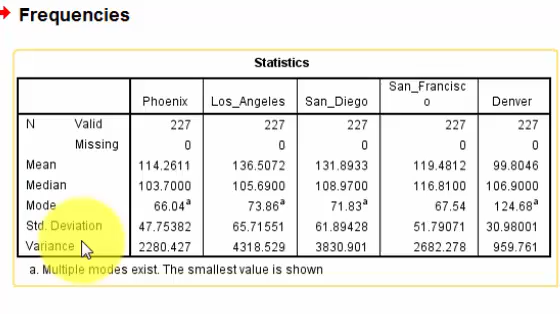 Frequencies
Statistics
Phoenix Los_Angeles San_Diego San_Francisc
o Denver
N Valid 227 227 227 227 227
Missing 0 0 0 0 0
Mean 114.2611 136.5072 131.8933 119.4812 99.8046
Median 103.7000 105.6900 108.9700 116.8100 106.9000
Mode 66.04a 73.86a 71.83a 67.54 124.68a
Std. Deviation 47.75382 65.71551 61.89428 51.79071 30.98001
Variance 2280.427 4318.529 3830.901 2682.278 959.761
a. Multiple modes exist. The smallest value is shown